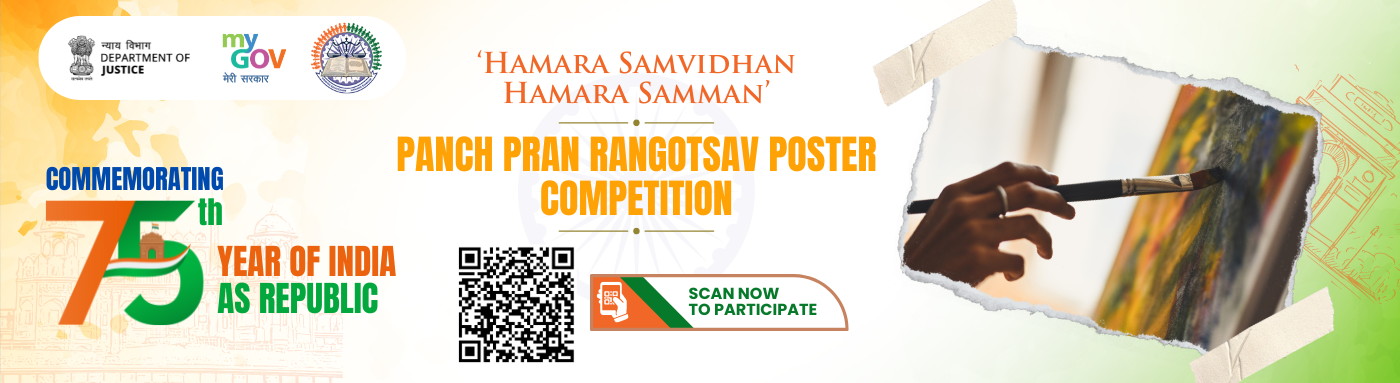 न्याय विभाग
DEPARTMENT OF
JUSTICE
my
GOV
मेरी सरकार
COMMEMORATING
75th
YEAR OF INDIA
AS REPUBLIC
‘HAMARA SAMVIDHAN
HAMARA SAMMAN’
PANCH PRAN RANGOTSAV POSTER
COMPETITION
SCAN NOW
TO PARTICIPATE